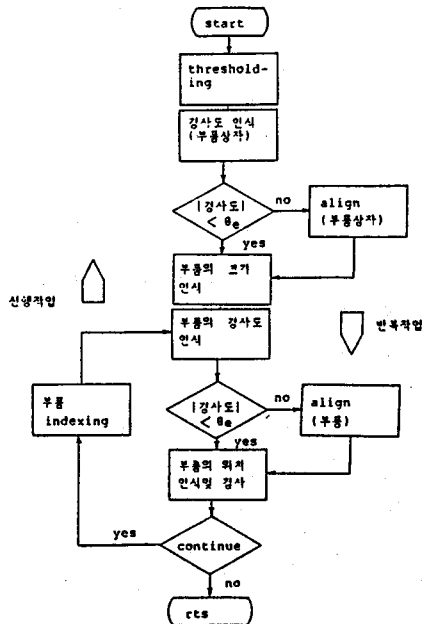 start
threshold-
ing
경사도 인식
(부품상자)
|경사도|
< θe
no
align
(부품상자)
yes
부품의 크기
인식
선행작업
부품의 경사도
인식
반복작업
부품
indexing
|경사도|
< θe
no
align
(부품)
yes
부품의 위치
인식및 검사
yes
continue
no
rts